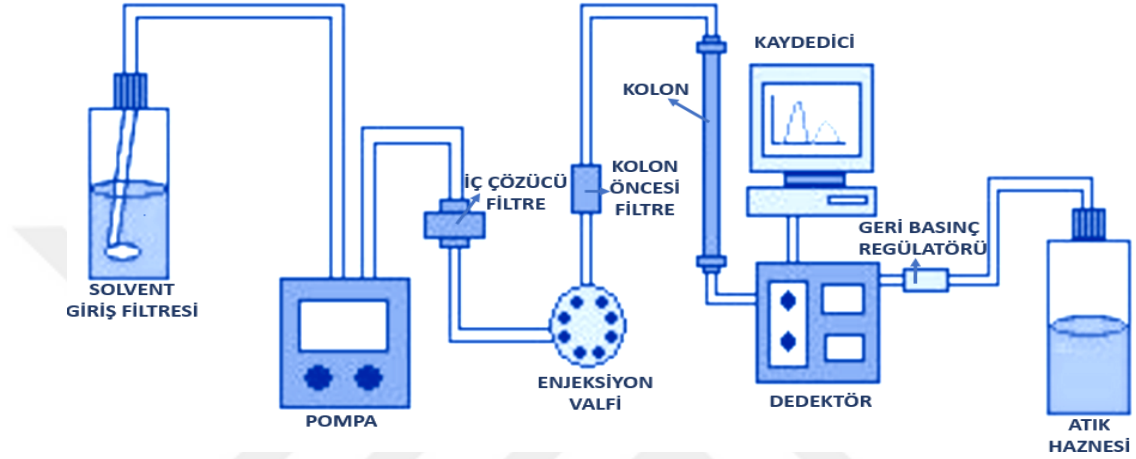 SOLVENT
GİRİŞ FİLTRESİ
POMPA
İÇ ÇÖZÜCÜ
FİLTRE
ENJEKSİYON
VALFİ
KOLON
ÖNCESİ
FİLTRE
KOLON
KAYDEDİCİ
DEDEKTÖR
GERİ BASINÇ
REGÜLATÖRÜ
ATIK
HAZNESİ